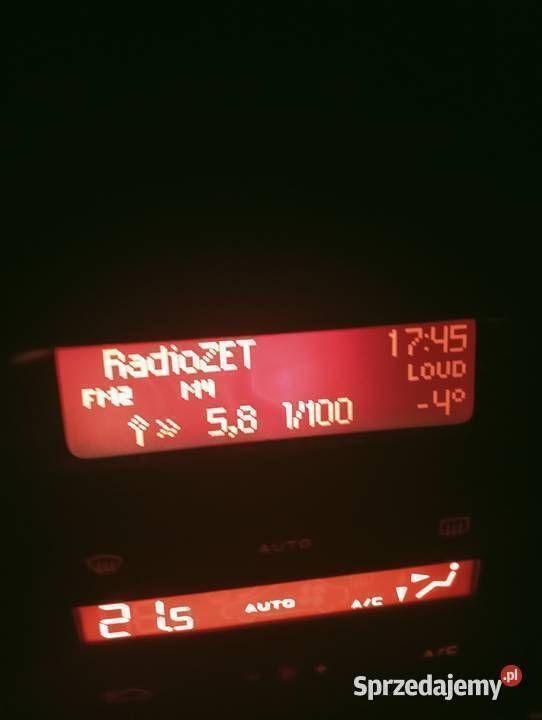 RadioZET 17:45
FM2 M4 LOUD
5,8 l/100 -4°
AUTO
21.5 AUTO A/C
A/C
- +
Sprzedajemy.pl